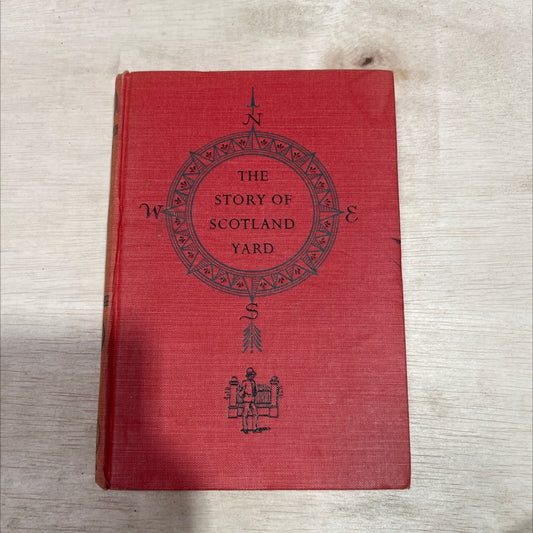 N
THE
STORY OF
W SCOTLAND E
YARD
S